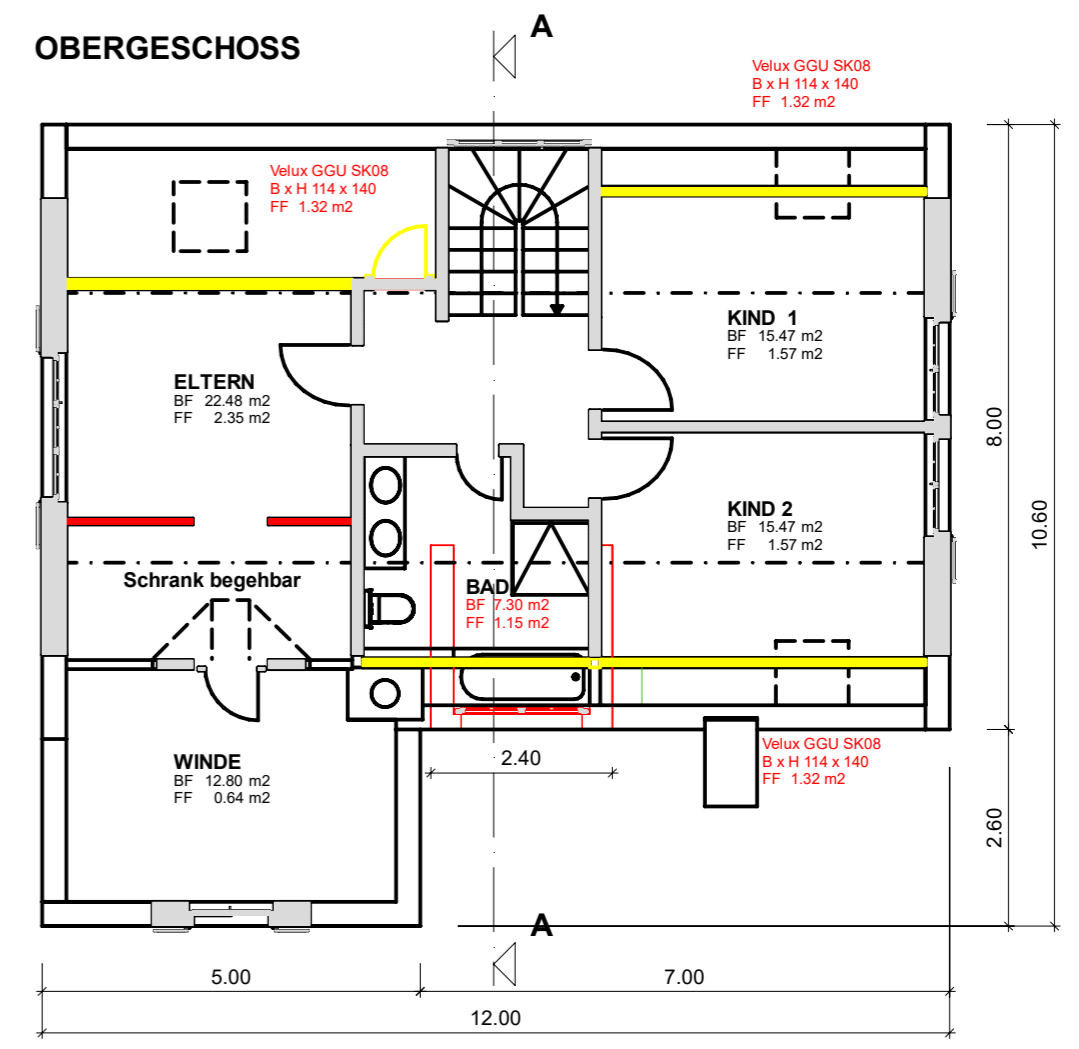 A
OBERGESCHOSS
Velux GGU SK08
B x H 114 x 140
FF 1.32 m2
Velux GGU SK08
B x H 114 x 140
FF 1.32 m2
KIND 1
BF 15.47 m2
FF 1.57 m2
ELTERN
BF 22.48 m2
FF 2.35 m2
8.00
10.60
KIND 2
BF 15.47 m2
FF 1.57 m2
Schrank begehbar
BAD
BF 7.30 m2
FF 1.15 m2
WINDE
BF 12.80 m2
FF 0.64 m2
2.40
Velux GGU SK08
B x H 114 x 140
FF 1.32 m2
2.60
A
5.00
7.00
12.00